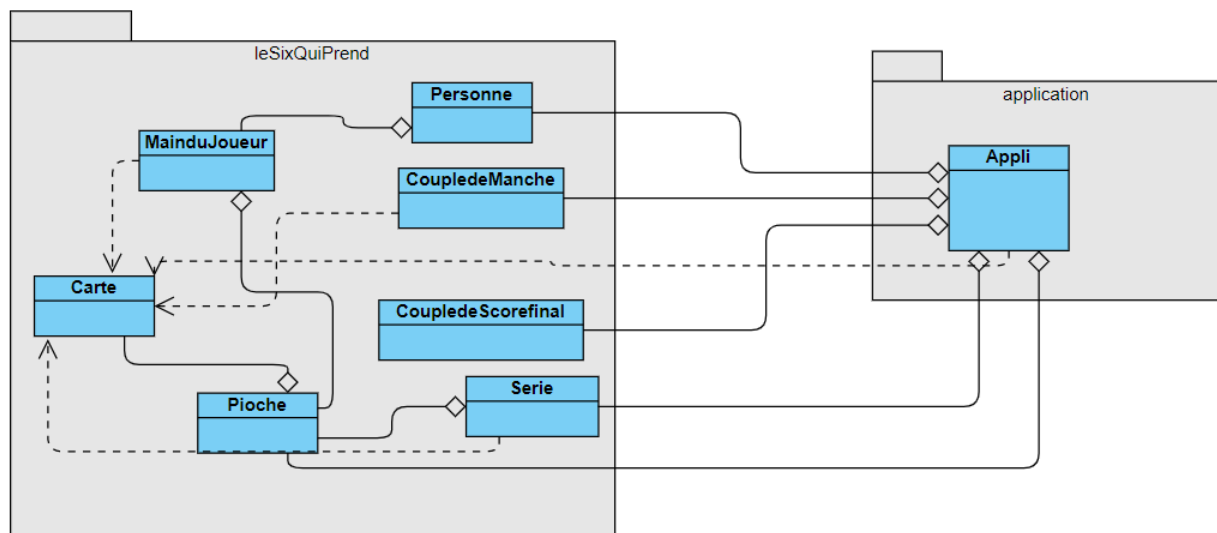 leSixQuiPrend
Personne
MainduJoueur
CoupledeManche
Carte
CoupledeScorefinal
Serie
Pioche
application
Appli